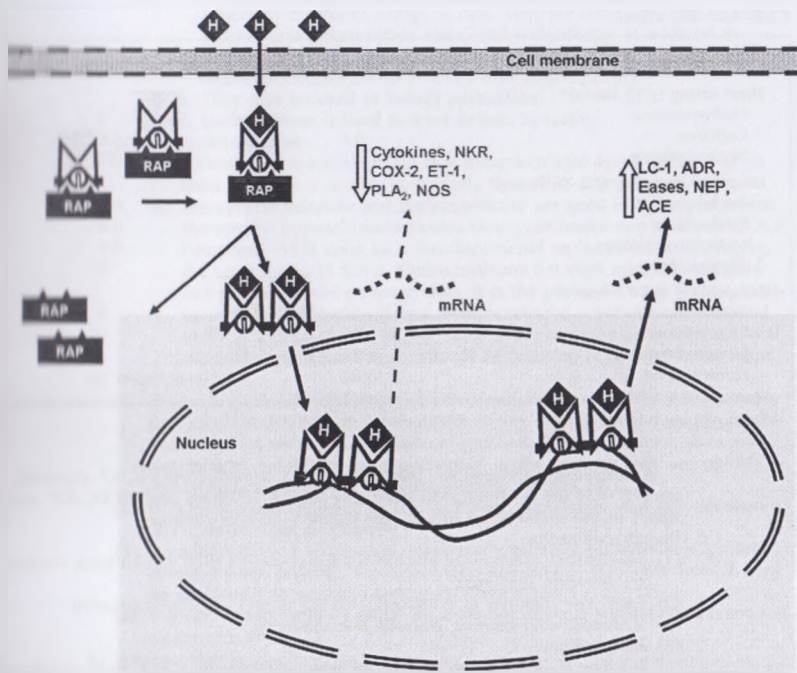 H H H
Cell membrane
H
RAP
RAP
RAP
Cytokines, NKR,
COX-2, ET-1,
PLA₂, NOS
LC-1, ADR,
Eases, NEP,
ACE
H H
mRNA
mRNA
RAP
RAP
Nucleus
H H
H H